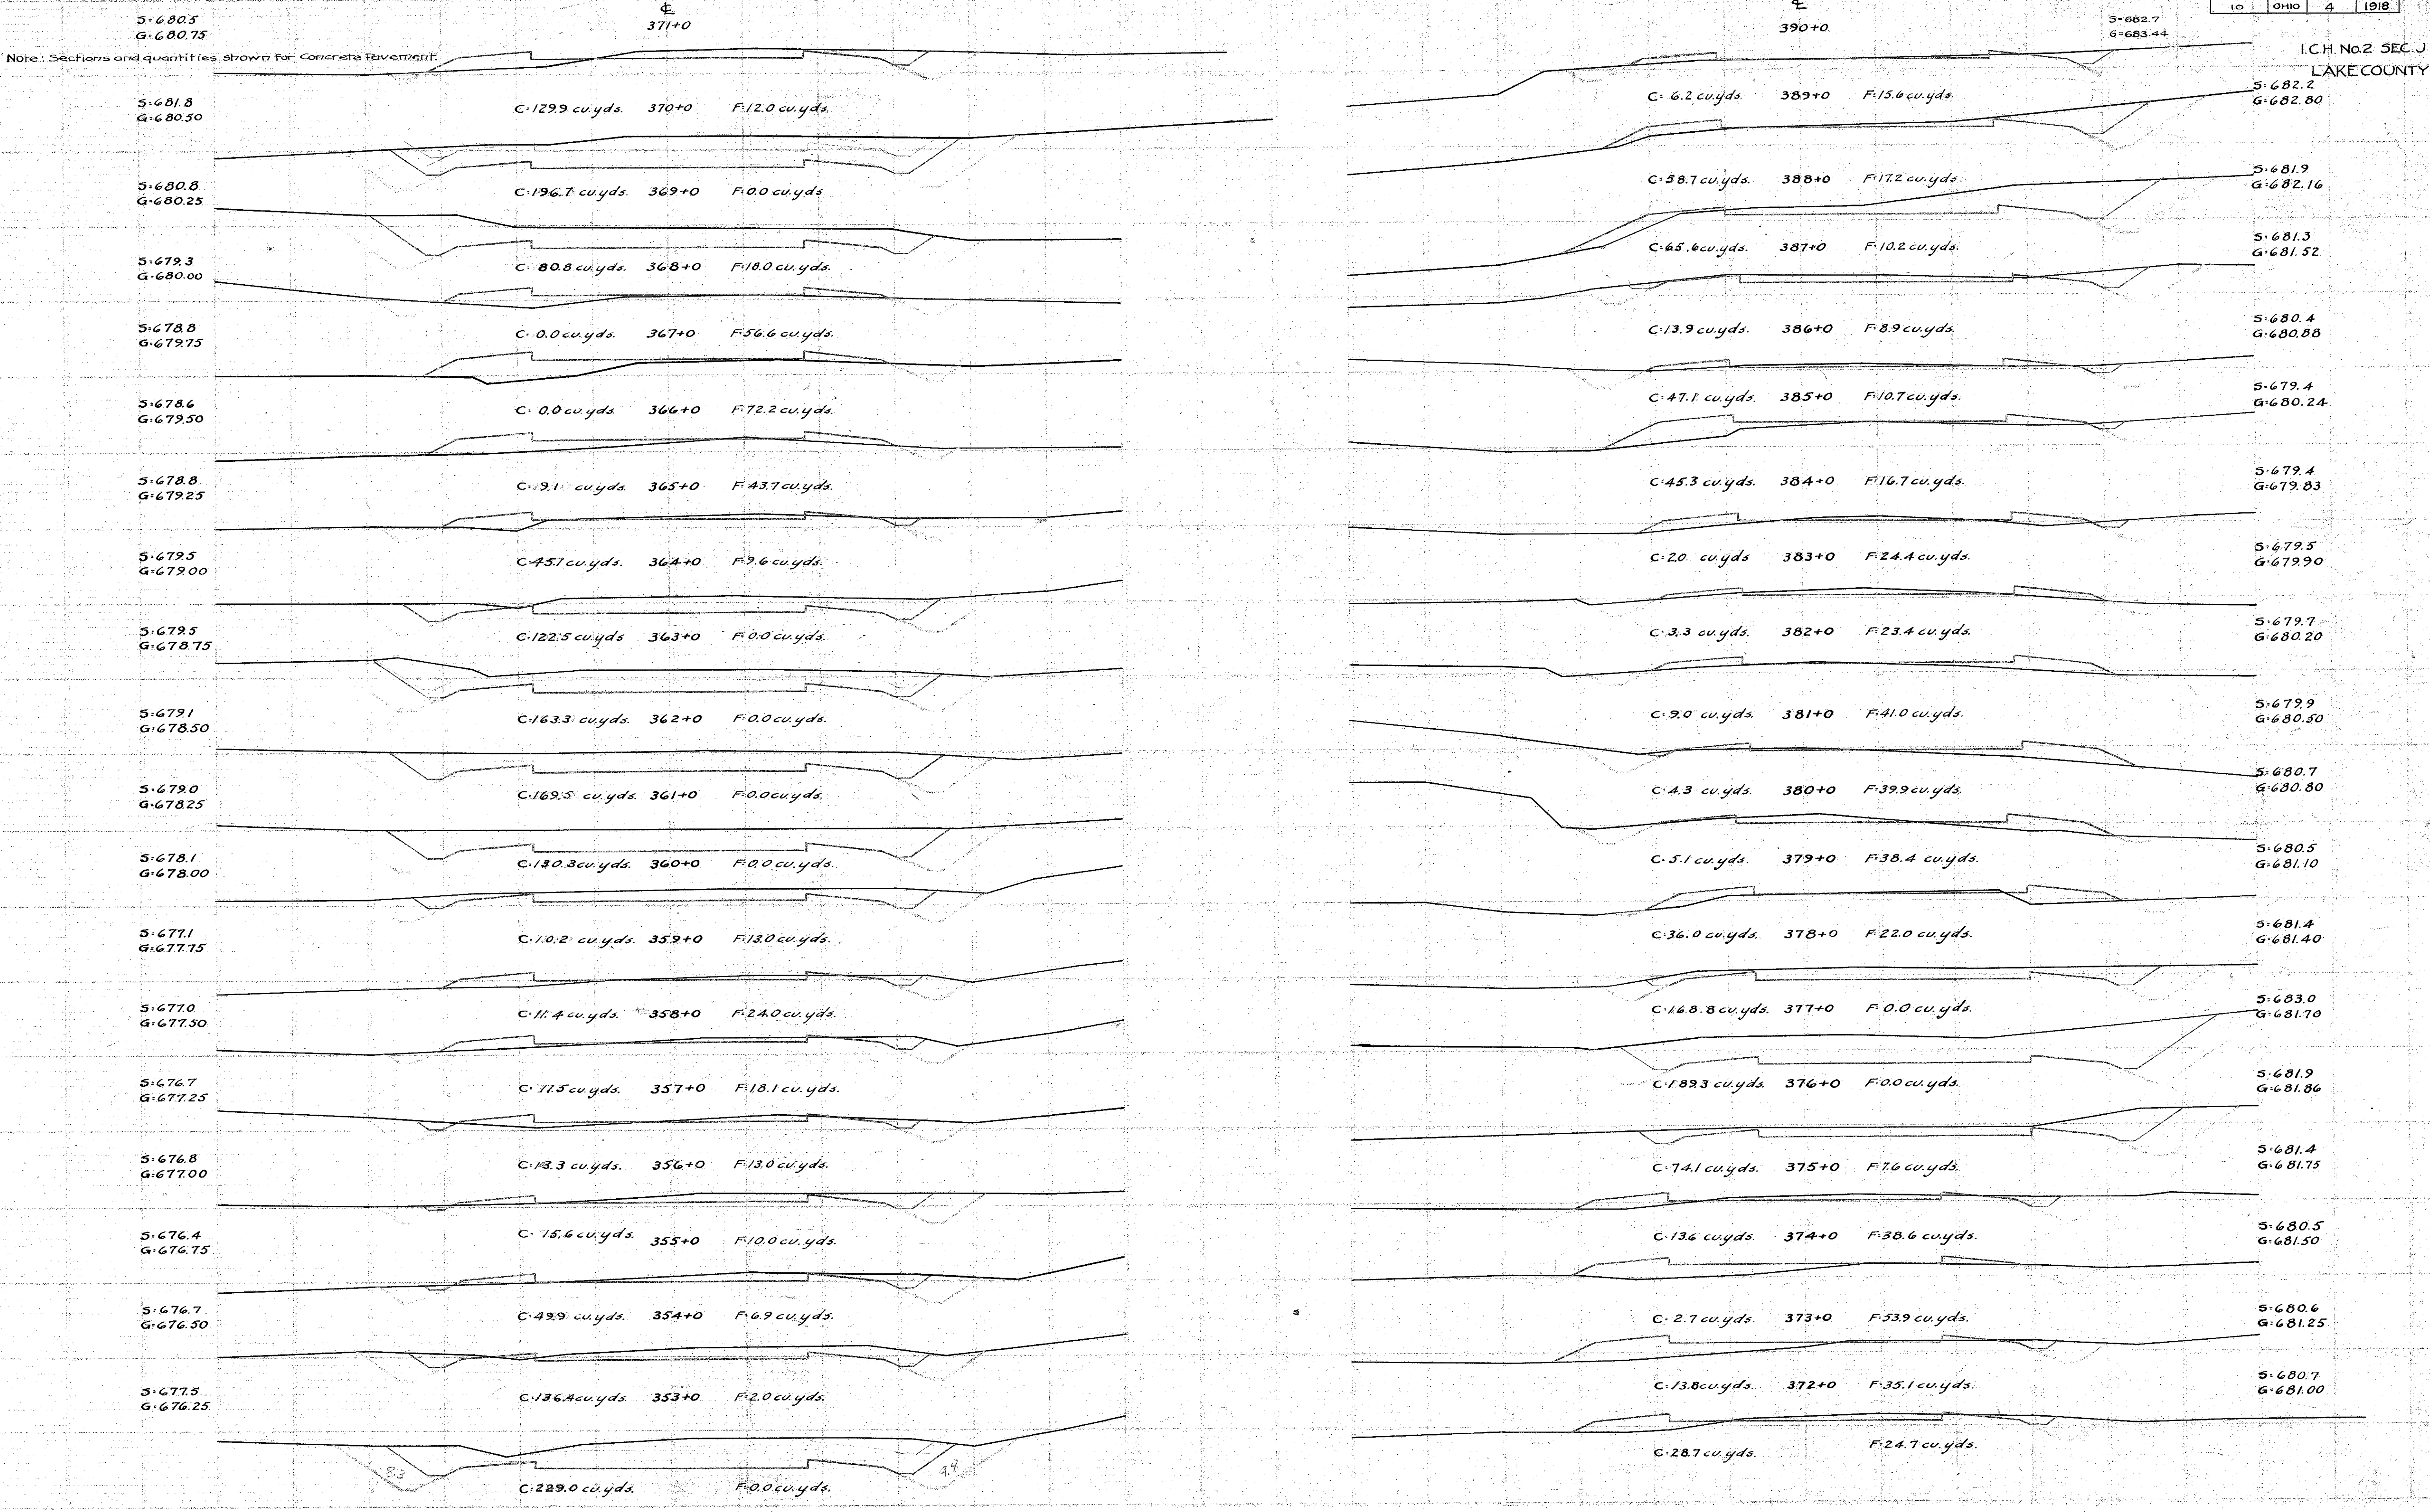 ℄
371+0
S=680.5
G=680.75
Note: Sections and quantities shown for Concrete Pavement.
S=681.8
G=680.50
C=129.9 cu.yds. 370+0 F=12.0 cu.yds.
S=680.8
G=680.25
C=196.7 cu.yds. 369+0 F=0.0 cu.yds
S=679.3
G=680.00
C= 80.8 cu.yds. 368+0 F=18.0 cu.yds.
S=678.8
G=679.75
C= 0.0 cu.yds. 367+0 F=56.6 cu.yds.
S=678.6
G=679.50
C= 0.0 cu.yds. 366+0 F=72.2 cu.yds.
S=678.8
G=679.25
cu.yds. 365+0 F=43.7 cu.yds.
S=679.5
G=679.00
C=45.7 cu.yds. 364+0 F=9.6 cu.yds.
S=679.5
G=678.75
C=122.5 cu.yds 363+0 F=0.0 cu.yds.
S=679.1
G=678.50
C=163.3 cu.yds. 362+0 F=0.0 cu.yds.
S=679.0
G=678.25
C=169.5 cu.yds. 361+0 F=0.0 cu.yds.
S=678.1
G=678.00
C=130.3 cu.yds. 360+0 F=0.0 cu.yds.
S=677.1
G=677.75
C=10.2 cu.yds. 359+0 F=13.0 cu.yds.
S=677.0
G=677.50
C=11.4 cu.yds. 358+0 F=24.0 cu.yds.
S=676.7
G=677.25
cu.yds. 357+0 F=18.1 cu.yds.
S=676.8
G=677.00
C=13.3 cu.yds. 356+0 F=13.0 cu.yds.
S=676.4
G=676.75
C= 15.6 cu.yds. 355+0 F=10.0 cu.yds.
S=676.7
G=676.50
C=49.9 cu.yds. 354+0 F=6.9 cu.yds.
S=677.5
G=676.25
C=136.4 cu.yds. 353+0 F=2.0 cu.yds.
8.3
9.4
C=229.0 cu.yds. F=0.0 cu.yds.
10 OHIO 4 1918
℄
390+0
S=682.7
G=683.44
I.C.H. No.2 SEC.J
LAKE COUNTY
C= 6.2 cu.yds. 389+0 F=15.6 cu.yds.
S=682.2
G=682.80
C=58.7 cu.yds. 388+0 F=17.2 cu.yds.
S=681.9
G=682.16
C=65.6 cu.yds. 387+0 F=10.2 cu.yds.
S=681.3
G=681.52
C=13.9 cu.yds. 386+0 F=8.9 cu.yds.
S=680.4
G=680.88
C=47.1 cu.yds. 385+0 F=10.7 cu.yds.
S=679.4
G=680.24
C=45.3 cu.yds. 384+0 F=16.7 cu.yds.
S=679.4
G=679.83
C=2.0 cu.yds 383+0 F=24.4 cu.yds.
S=679.5
G=679.90
C=3.3 cu.yds. 382+0 F=23.4 cu.yds.
S=679.7
G=680.20
C=9.0 cu.yds. 381+0 F=41.0 cu.yds.
S=679.9
G=680.50
C=4.3 cu.yds. 380+0 F=39.9 cu.yds.
S=680.7
G=680.80
C=5.1 cu.yds. 379+0 F=38.4 cu.yds.
S=680.5
G=681.10
C=36.0 cu.yds. 378+0 F=22.0 cu.yds.
S=681.4
G=681.40
C=168.8 cu.yds. 377+0 F=0.0 cu.yds.
S=683.0
G=681.70
C=189.3 cu.yds. 376+0 F=0.0 cu.yds.
S=681.9
G=681.86
C=74.1 cu.yds. 375+0 F=7.6 cu.yds.
S=681.4
G=681.75
C=13.6 cu.yds. 374+0 F=38.6 cu.yds.
S=680.5
G=681.50
C=2.7 cu.yds. 373+0 F=53.9 cu.yds.
S=680.6
G=681.25
C=13.8 cu.yds. 372+0 F=35.1 cu.yds.
S=680.7
G=681.00
C=28.7 cu.yds. F=24.7 cu.yds.